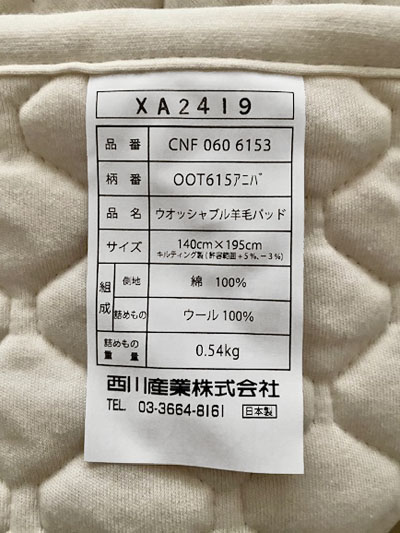 XA2419
品番 CNF 060 6153
柄番 OOT615アニバ
品名 ウオッシャブル羊毛パッド
サイズ 140cm×195cm
キルティング製(許容範囲+5%,-3%)
組成 側地 綿 100%
詰めもの ウール 100%
詰めもの重量 0.54kg
西川産業株式会社
TEL. 03-3664-8161 日本製